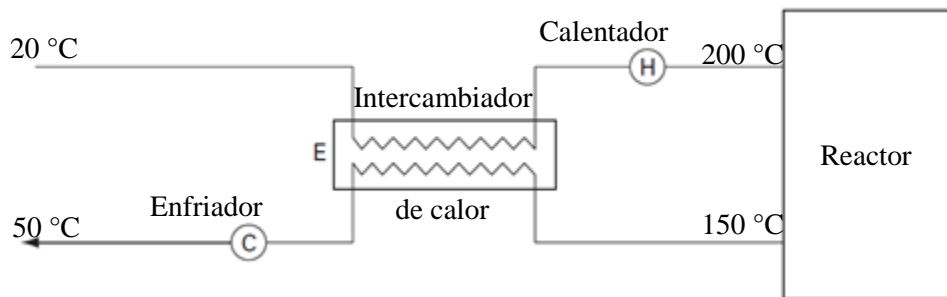 20 °C
Calentador
H
200 °C
Intercambiador
E
Reactor
Enfriador
de calor
50 °C
C
150 °C